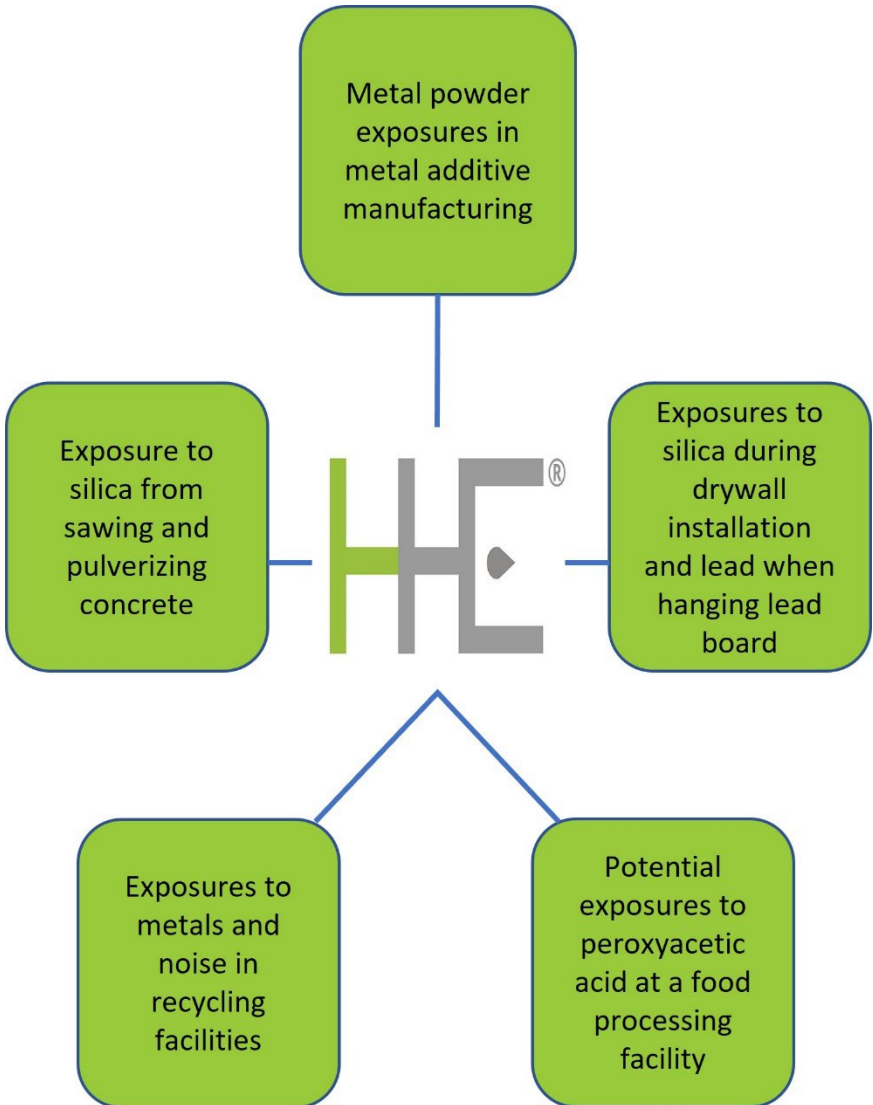 Metal powder
exposures in
metal additive
manufacturing
Exposure to
silica from
sawing and
pulverizing
concrete
HHE®
Exposures to
silica during
drywall
installation
and lead when
hanging lead
board
Exposures to
metals and
noise in
recycling
facilities
Potential
exposures to
peroxyacetic
acid at a food
processing
facility